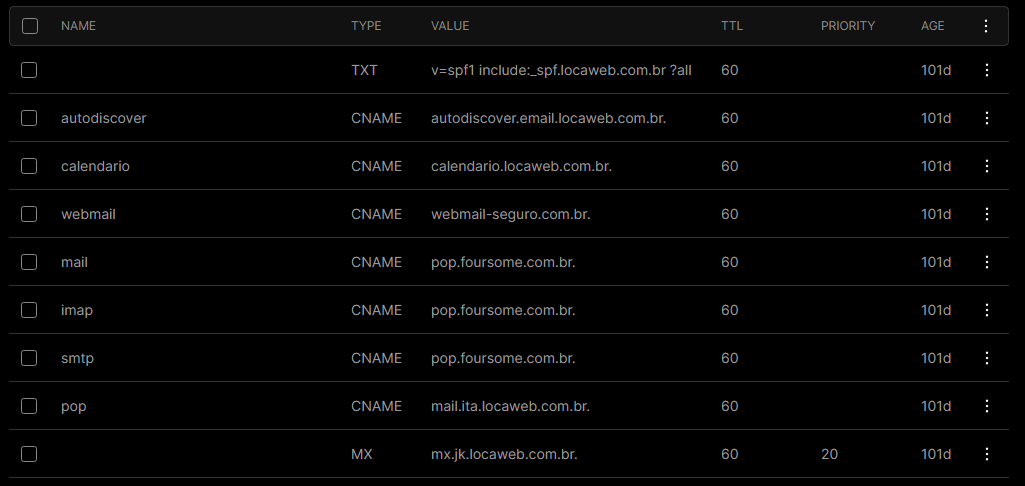 NAME TYPE VALUE TTL PRIORITY AGE
TXT v=spf1 include:_spf.locaweb.com.br ?all 60 101d
autodiscover CNAME autodiscover.email.locaweb.com.br. 60 101d
calendario CNAME calendario.locaweb.com.br. 60 101d
webmail CNAME webmail-seguro.com.br. 60 101d
mail CNAME pop.foursome.com.br. 60 101d
imap CNAME pop.foursome.com.br. 60 101d
smtp CNAME pop.foursome.com.br. 60 101d
pop CNAME mail.ita.locaweb.com.br. 60 101d
MX mx.jk.locaweb.com.br. 60 20 101d